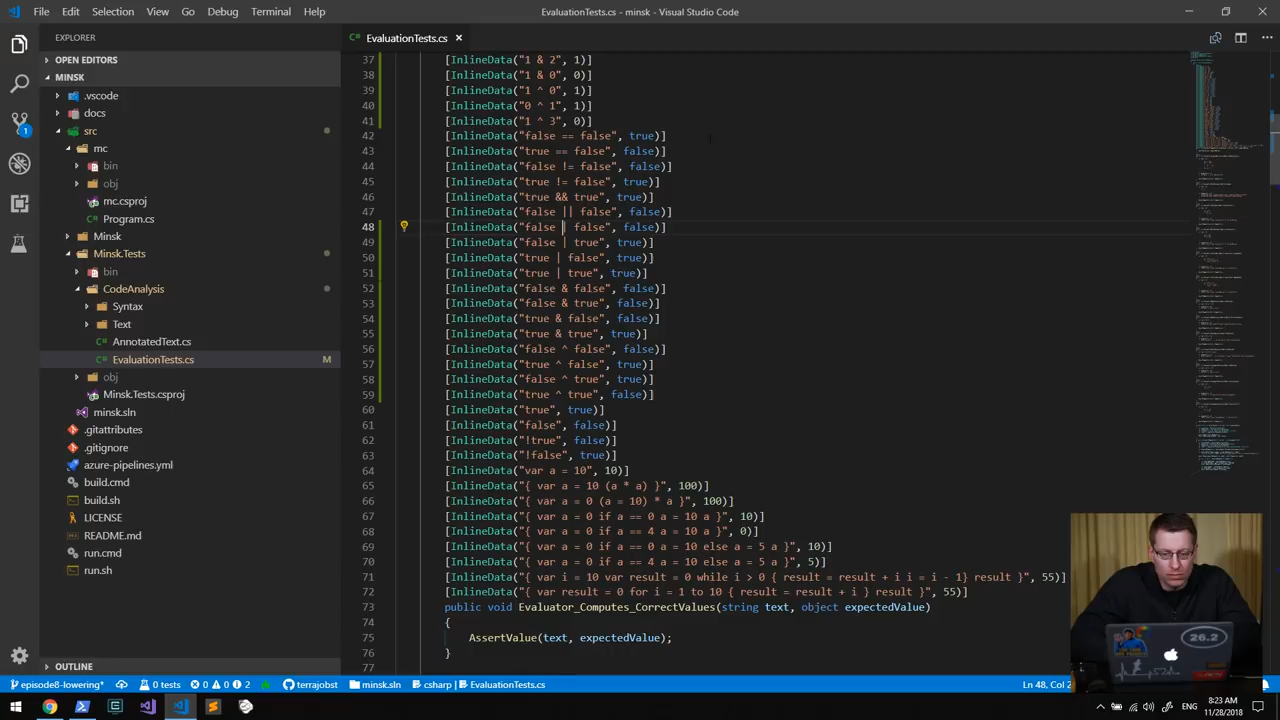 File Edit Selection View Go Debug Terminal Help
EvaluationTests.cs - minsk - Visual Studio Code
EXPLORER
OPEN EDITORS
MINSK
.vscode
docs
src
mc
bin
obj
mc.csproj
Program.cs
Minsk
Minsk.Tests
bin
CodeAnalysis
Syntax
Text
AnnotatedText.cs
EvaluationTests.cs M
obj
Minsk.Tests.csproj
minsk.sln
.gitattributes
.gitignore
azure-pipelines.yml
build.cmd
build.sh
LICENSE
README.md
run.cmd
run.sh
OUTLINE
EvaluationTests.cs
37 [InlineData("1 & 2", 1)]
38 [InlineData("1 & 0", 0)]
39 [InlineData("1 ^ 0", 1)]
40 [InlineData("0 ^ 1", 1)]
41 [InlineData("1 ^ 3", 0)]
42 [InlineData("false == false", true)]
43 [InlineData("true == false", false)]
44 [InlineData("false != false", false)]
45 [InlineData("true != false", true)]
46 [InlineData("true && true", true)]
47 [InlineData("false || false", false)]
48 [InlineData("false | false", false)]
49 [InlineData("false | true", true)]
50 [InlineData("true | false", true)]
51 [InlineData("true | true", true)]
52 [InlineData("false & false", false)]
53 [InlineData("false & true", false)]
54 [InlineData("true & false", false)]
55 [InlineData("true & true", true)]
56 [InlineData("false ^ false", false)]
57 [InlineData("true ^ false", true)]
58 [InlineData("false ^ true", true)]
59 [InlineData("true ^ true", false)]
60 [InlineData("true", true)]
61 [InlineData("false", false)]
62 [InlineData("!true", false)]
63 [InlineData("!false", true)]
64 [InlineData("{ var a = 10", 10)]
65 [InlineData("{ var a = 10 (a * a) }", 100)]
66 [InlineData("{ var a = 0 (a = 10) * a }", 100)]
67 [InlineData("{ var a = 0 if a == 0 a = 10 a }", 10)]
68 [InlineData("{ var a = 0 if a == 4 a = 10 a }", 0)]
69 [InlineData("{ var a = 0 if a == 0 a = 10 else a = 5 a }", 10)]
70 [InlineData("{ var a = 0 if a == 4 a = 10 else a = 5 a }", 5)]
71 [InlineData("{ var i = 10 var result = 0 while i > 0 { result = result + i i = i - 1} result }", 55)]
72 [InlineData("{ var result = 0 for i = 1 to 10 { result = result + i } result }", 55)]
73 public void Evaluator_Computes_CorrectValues(string text, object expectedValue)
74 {
75 AssertValue(text, expectedValue);
76 }
77
26.2
episode8-lowering* 0 tests 0 0 2 terrajobst minsk.sln csharp EvaluationTests.cs Ln 48, Col 2
ENG
8:23 AM
11/28/2018